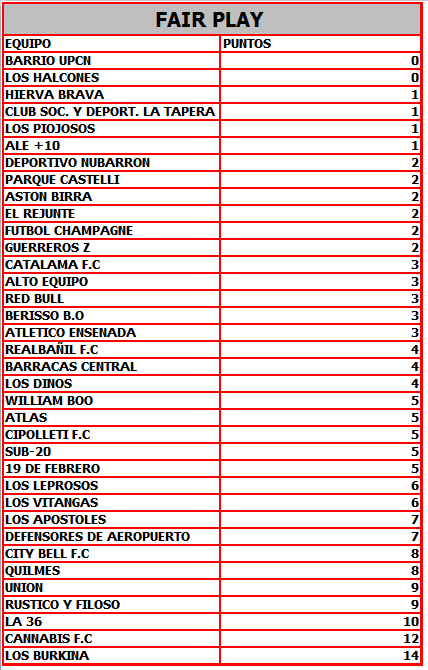 FAIR PLAY
EQUIPO PUNTOS
BARRIO UPCN 0
LOS HALCONES 0
HIERVA BRAVA 1
CLUB SOC. Y DEPORT. LA TAPERA 1
LOS PIOJOSOS 1
ALE +10 1
DEPORTIVO NUBARRON 2
PARQUE CASTELLI 2
ASTON BIRRA 2
EL REJUNTE 2
FUTBOL CHAMPAGNE 2
GUERREROS Z 2
CATALAMA F.C 3
ALTO EQUIPO 3
RED BULL 3
BERISSO B.O 3
ATLETICO ENSENADA 3
REALBAÑIL F.C 4
BARRACAS CENTRAL 4
LOS DINOS 4
WILLIAM BOO 5
ATLAS 5
CIPOLLETI F.C 5
SUB-20 5
19 DE FEBRERO 5
LOS LEPROSOS 6
LOS VITANGAS 6
LOS APOSTOLES 7
DEFENSORES DE AEROPUERTO 7
CITY BELL F.C 8
QUILMES 8
UNION 9
RUSTICO Y FILOSO 9
LA 36 10
CANNABIS F.C 12
LOS BURKINA 14